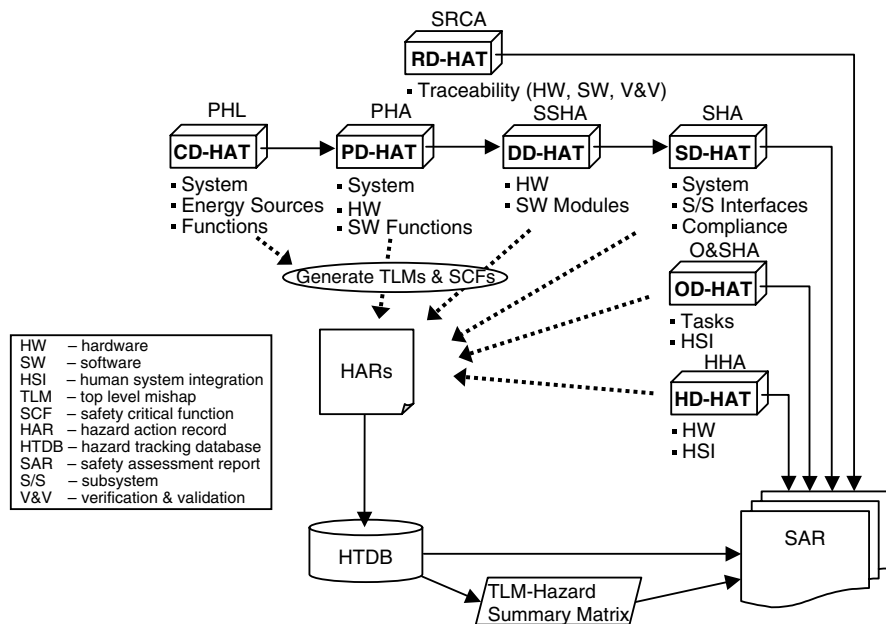 SRCA
RD-HAT
▪ Traceability (HW, SW, V&V)
PHL
CD-HAT
▪ System
▪ Energy Sources
▪ Functions
PHA
PD-HAT
▪ System
▪ HW
▪ SW Functions
SSHA
DD-HAT
▪ HW
▪ SW Modules
SHA
SD-HAT
▪ System
▪ S/S Interfaces
▪ Compliance
Generate TLMs & SCFs
O&SHA
OD-HAT
▪ Tasks
▪ HSI
HHA
HD-HAT
▪ HW
▪ HSI
HARs
HW – hardware
SW – software
HSI – human system integration
TLM – top level mishap
SCF – safety critical function
HAR – hazard action record
HTDB – hazard tracking database
SAR – safety assessment report
S/S – subsystem
V&V – verification & validation
HTDB
TLM-Hazard
Summary Matrix
SAR